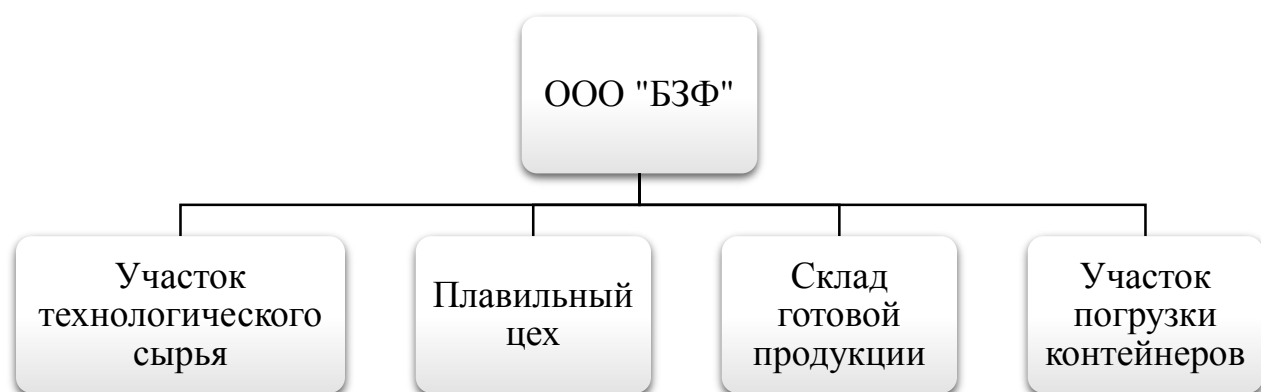 ООО "БЗФ"
Участок
технологического
сырья
Плавильный
цех
Склад
готовой
продукции
Участок
погрузки
контейнеров